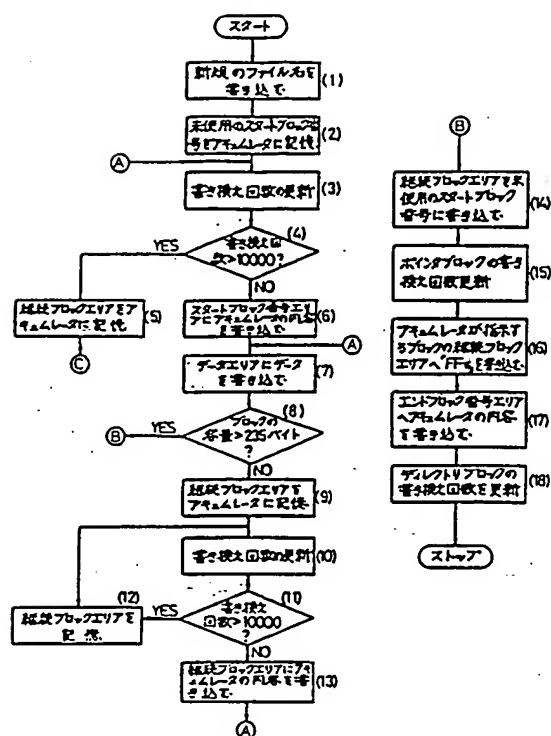 スタート
新規のファイル名を
書き込む
(1)
未使用のスタートブロック番
号をアキュムレータに記憶
(2)
Ⓐ
書き換え回数の更新
(3)
(4)
書き換え回
数>10000?
YES
NO
継続ブロックエリアをア
キュムレータに記憶
(5)
Ⓒ
スタートブロック番号エリ
アにアキュムレータの内容
を書き込む
(6)
Ⓐ
データエリアにデータ
を書き込む
(7)
(8)
ブロックの
容量>235バイト
?
YES
Ⓑ
NO
継続ブロックエリアを
アキュムレータに記憶
(9)
書き換え回数の更新
(10)
(11)
書き換え
回数>10000
?
YES
NO
(12)
継続ブロックエリアを
記憶
継続ブロックエリアにアキュ
ムレータの内容を書
き込む
(13)
Ⓐ
Ⓑ
継続ブロックエリアを未
使用のスタートブロック
番号に書き込む
(14)
ポインタブロックの書き
換え回数更新
(15)
アキュムレータが指示す
るブロックの継続ブロック
エリアへ"FF"を書き込む
(16)
エンドブロック番号エリア
へアキュムレータの内容
を書き込む
(17)
ディレクトリブロックの
書き換え回数を更新
(18)
ストップ